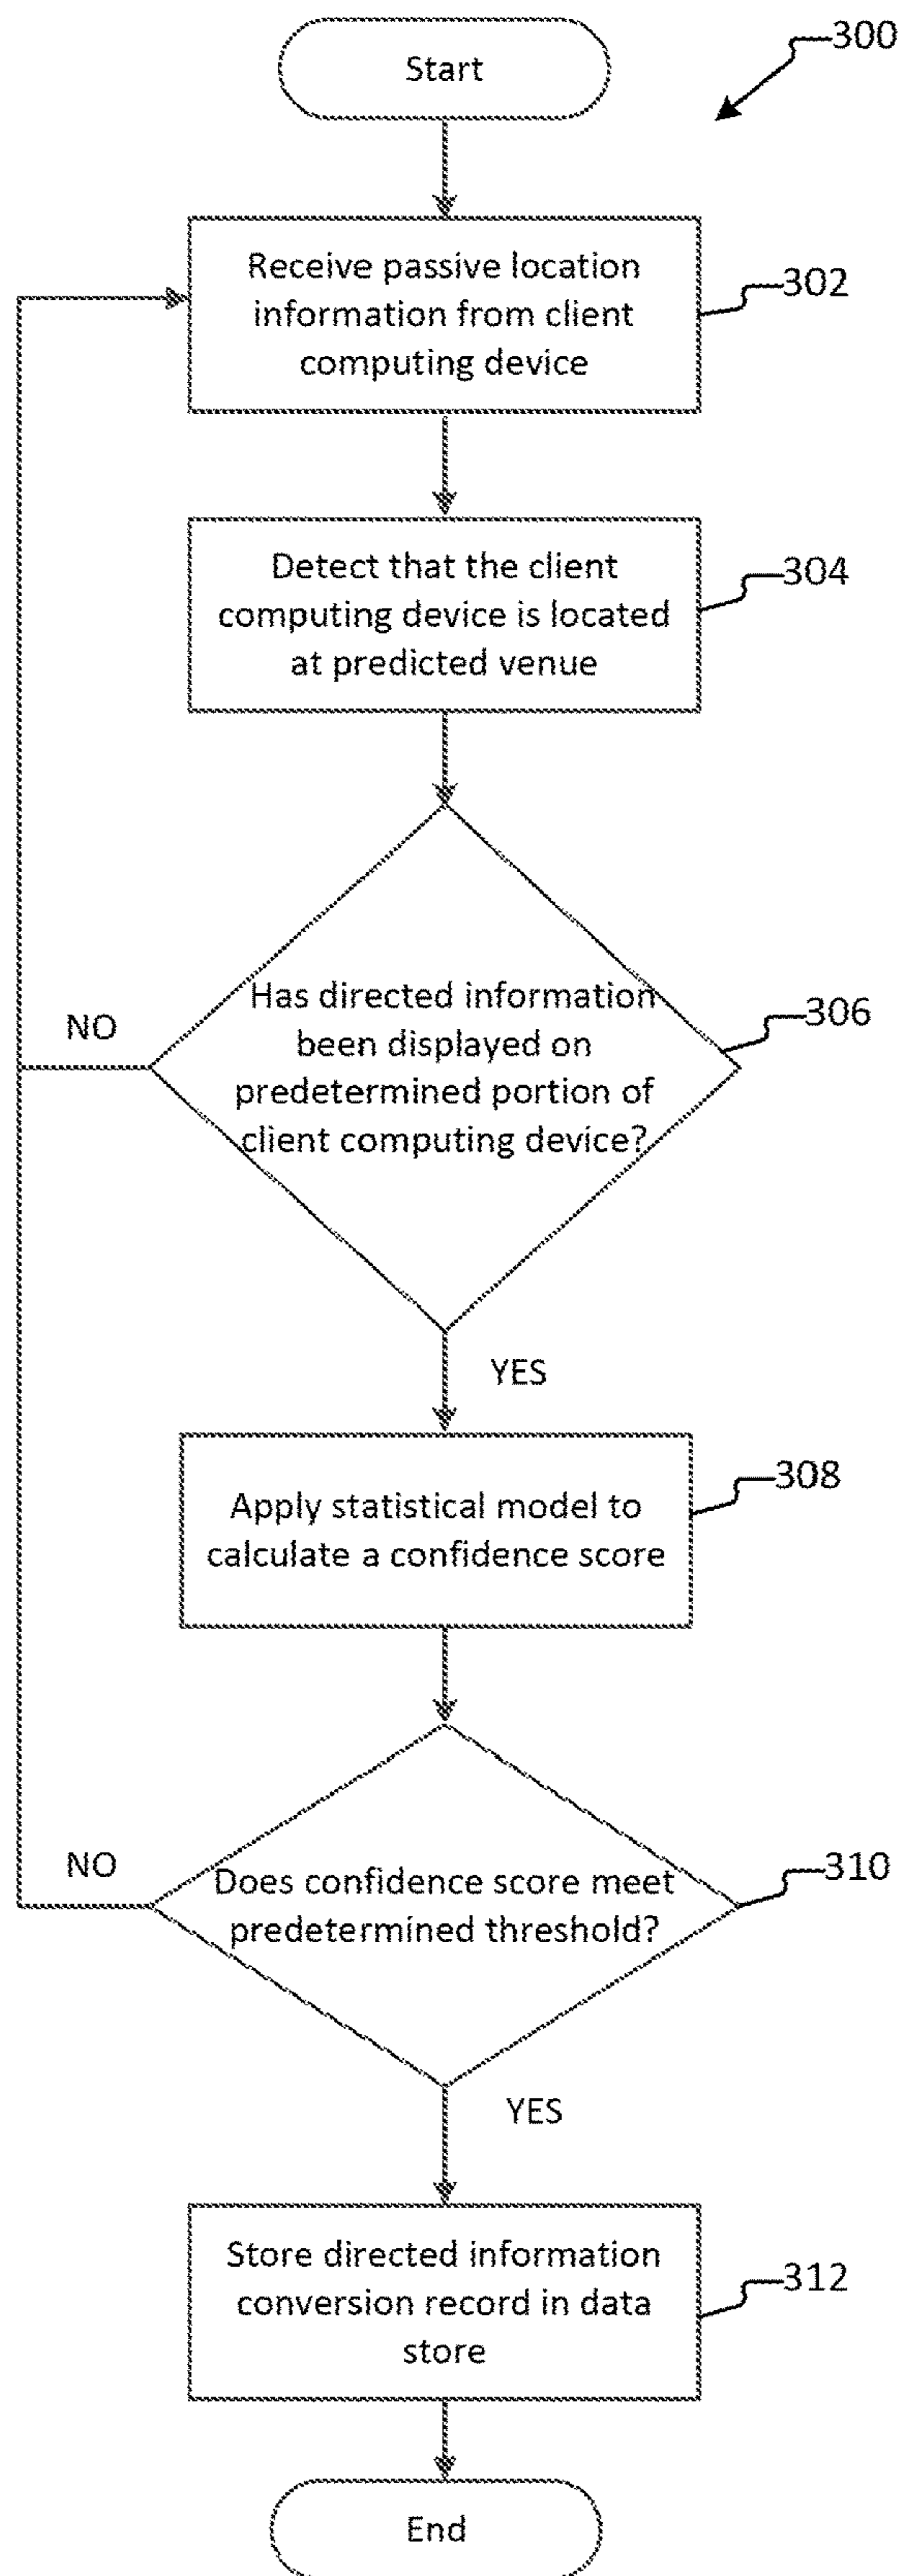 Start
300
Receive passive location
information from client
computing device
302
Detect that the client
computing device is located
at predicted venue
304
Has directed information
been displayed on
predetermined portion of
client computing device?
306
NO
YES
Apply statistical model to
calculate a confidence score
308
Does confidence score meet
predetermined threshold?
310
NO
YES
Store directed information
conversion record in data
store
312
End